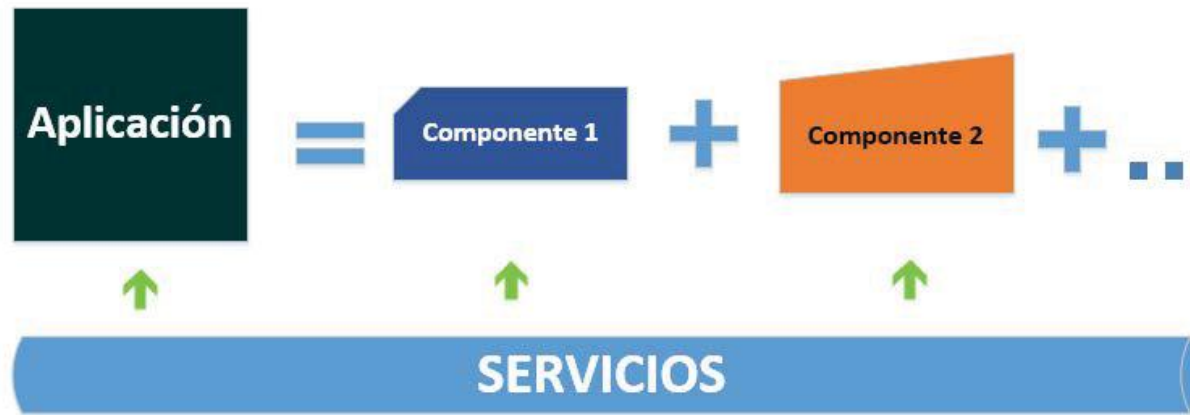 Aplicación
=
Componente 1
+
Componente 2
+
..
SERVICIOS